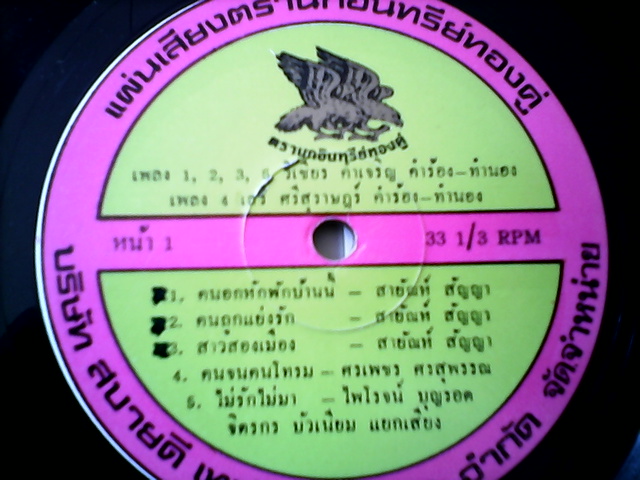 แผ่นเสียงตรานกอินทรีย์ทองคู่
ตรานกอินทรีย์ทองคู่
เพลง 1, 2, 3, วิเชียร คำเจริญ คำร้อง-ทำนอง
เพลง 4 ศรีสุราษฎร์ คำร้อง-ทำนอง
หน้า 1
33 1/3 RPM
1. คนอกหักพักบ้านนี้ - สายัณห์ สัญญา
2. คนถูกแย่งรัก - สายัณห์ สัญญา
3. สาวสองเมือง - สายัณห์ สัญญา
4. คนจนคนโทรม - ศรเพชร ศรสุพรรณ
5. ไม่รักไม่มา - ไพโรจน์ บุญรอด
จิตรกร บัวเนียม แยกเสียง
บริษัท สบายดี จำกัด จัดจำหน่าย